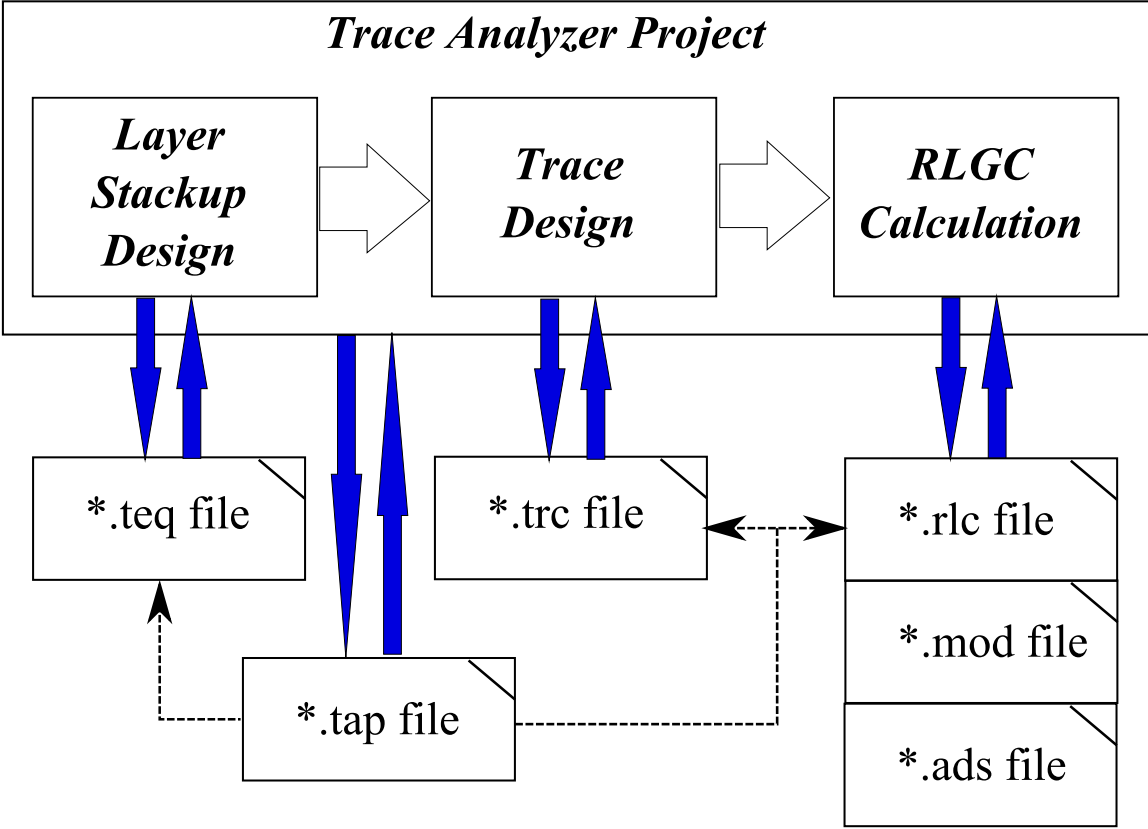 Trace Analyzer Project
Layer
Stackup
Design
Trace
Design
RLGC
Calculation
*.teq file
*.trc file
*.rlc file
*.mod file
*.tap file
*.ads file